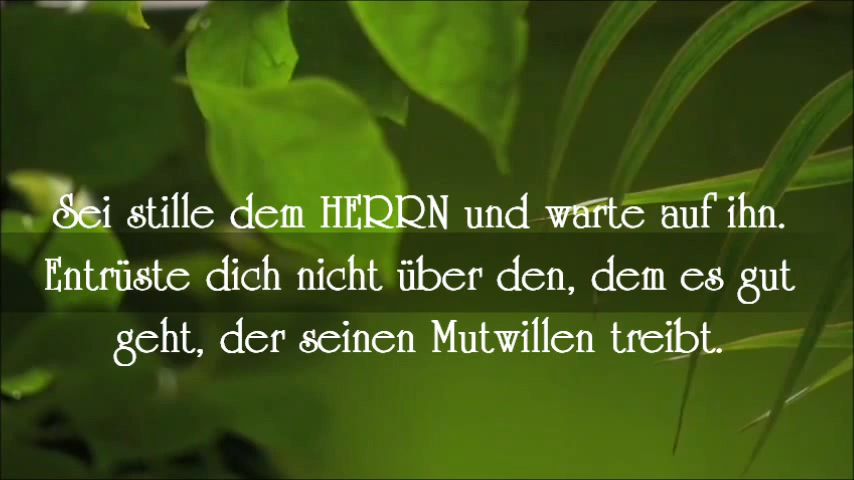 Sei stille dem HERRN und warte auf ihn.
Entrüste dich nicht über den, dem es gut
geht, der seinen Mutwillen treibt.